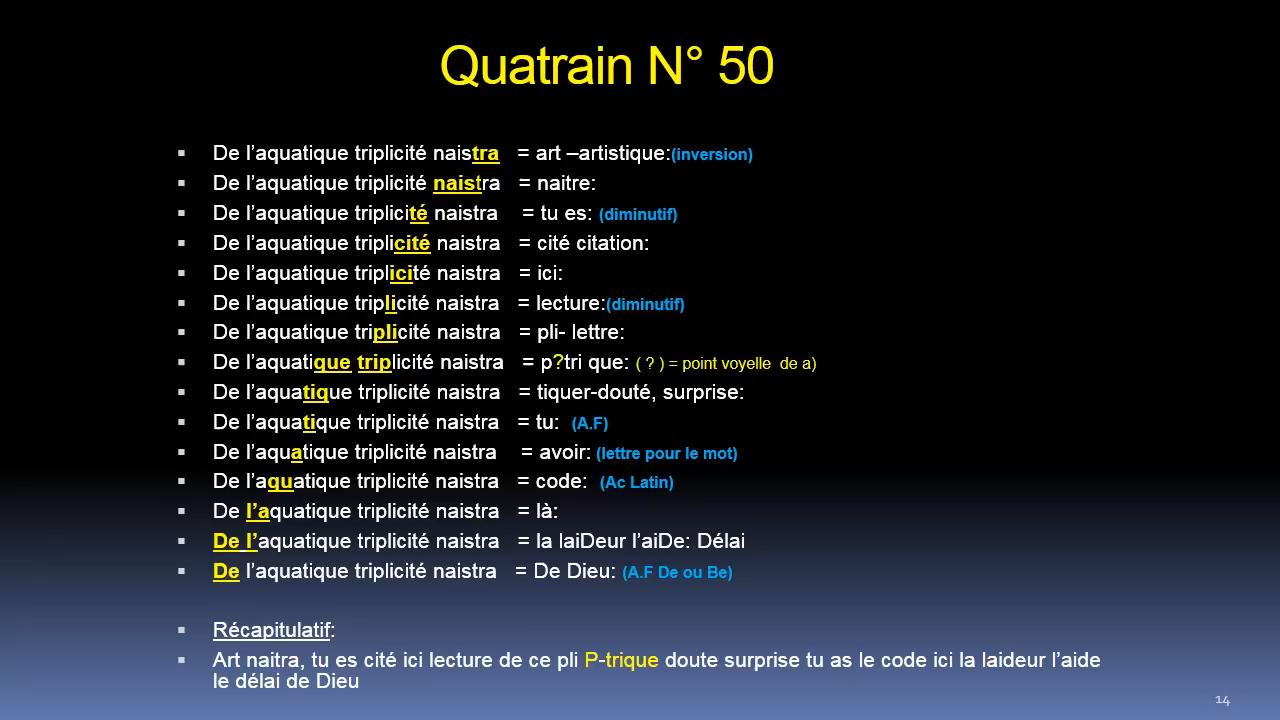 Quatrain N° 50
▪ De l’aquatique triplicité naistra = art –artistique:(inversion)
▪ De l’aquatique triplicité naistra = naitre:
▪ De l’aquatique triplicité naistra = tu es: (diminutif)
▪ De l’aquatique triplicité naistra = cité citation:
▪ De l’aquatique triplicité naistra = ici:
▪ De l’aquatique triplicité naistra = lecture:(diminutif)
▪ De l’aquatique triplicité naistra = pli- lettre:
▪ De l’aquatique triplicité naistra = p?tri que: ( ? ) = point voyelle de a)
▪ De l’aquatique triplicité naistra = tiquer-douté, surprise:
▪ De l’aquatique triplicité naistra = tu: (A.F)
▪ De l’aquatique triplicité naistra = avoir: (lettre pour le mot)
▪ De l’aquatique triplicité naistra = code: (Ac Latin)
▪ De l’aquatique triplicité naistra = là:
▪ De l’aquatique triplicité naistra = la laiDeur l’aiDe: Délai
▪ De l’aquatique triplicité naistra = De Dieu: (A.F De ou Be)
▪ Récapitulatif:
▪ Art naitra, tu es cité ici lecture de ce pli P-trique doute surprise tu as le code ici la laideur l’aide
le délai de Dieu
14